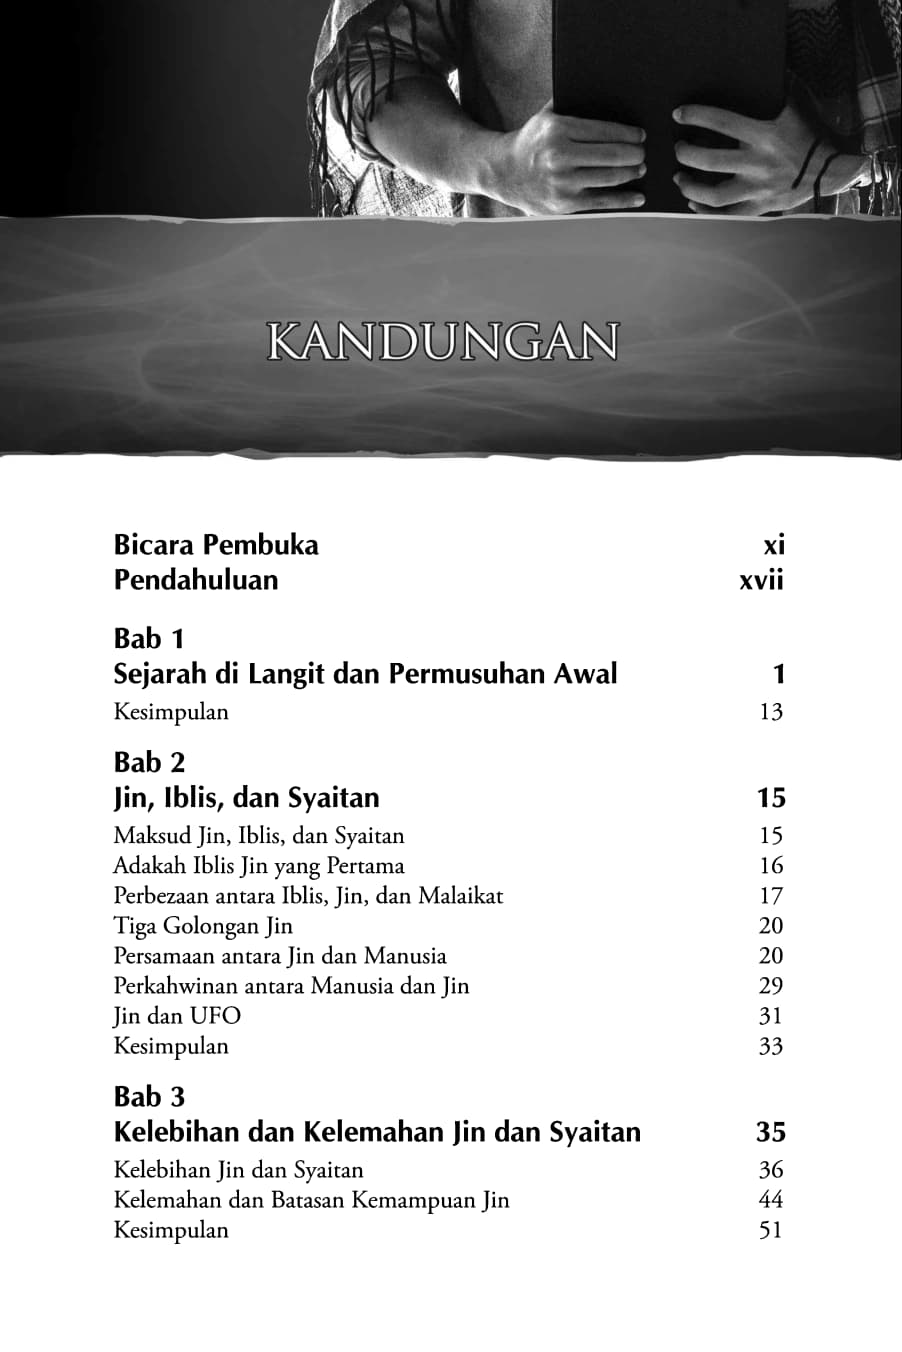 KANDUNGAN
Bicara Pembuka xi
Pendahuluan xvii
Bab 1
Sejarah di Langit dan Permusuhan Awal 1
Kesimpulan 13
Bab 2
Jin, Iblis, dan Syaitan 15
Maksud Jin, Iblis, dan Syaitan 15
Adakah Iblis Jin yang Pertama 16
Perbezaan antara Iblis, Jin, dan Malaikat 17
Tiga Golongan Jin 20
Persamaan antara Jin dan Manusia 20
Perkahwinan antara Manusia dan Jin 29
Jin dan UFO 31
Kesimpulan 33
Bab 3
Kelebihan dan Kelemahan Jin dan Syaitan 35
Kelebihan Jin dan Syaitan 36
Kelemahan dan Batasan Kemampuan Jin 44
Kesimpulan 51